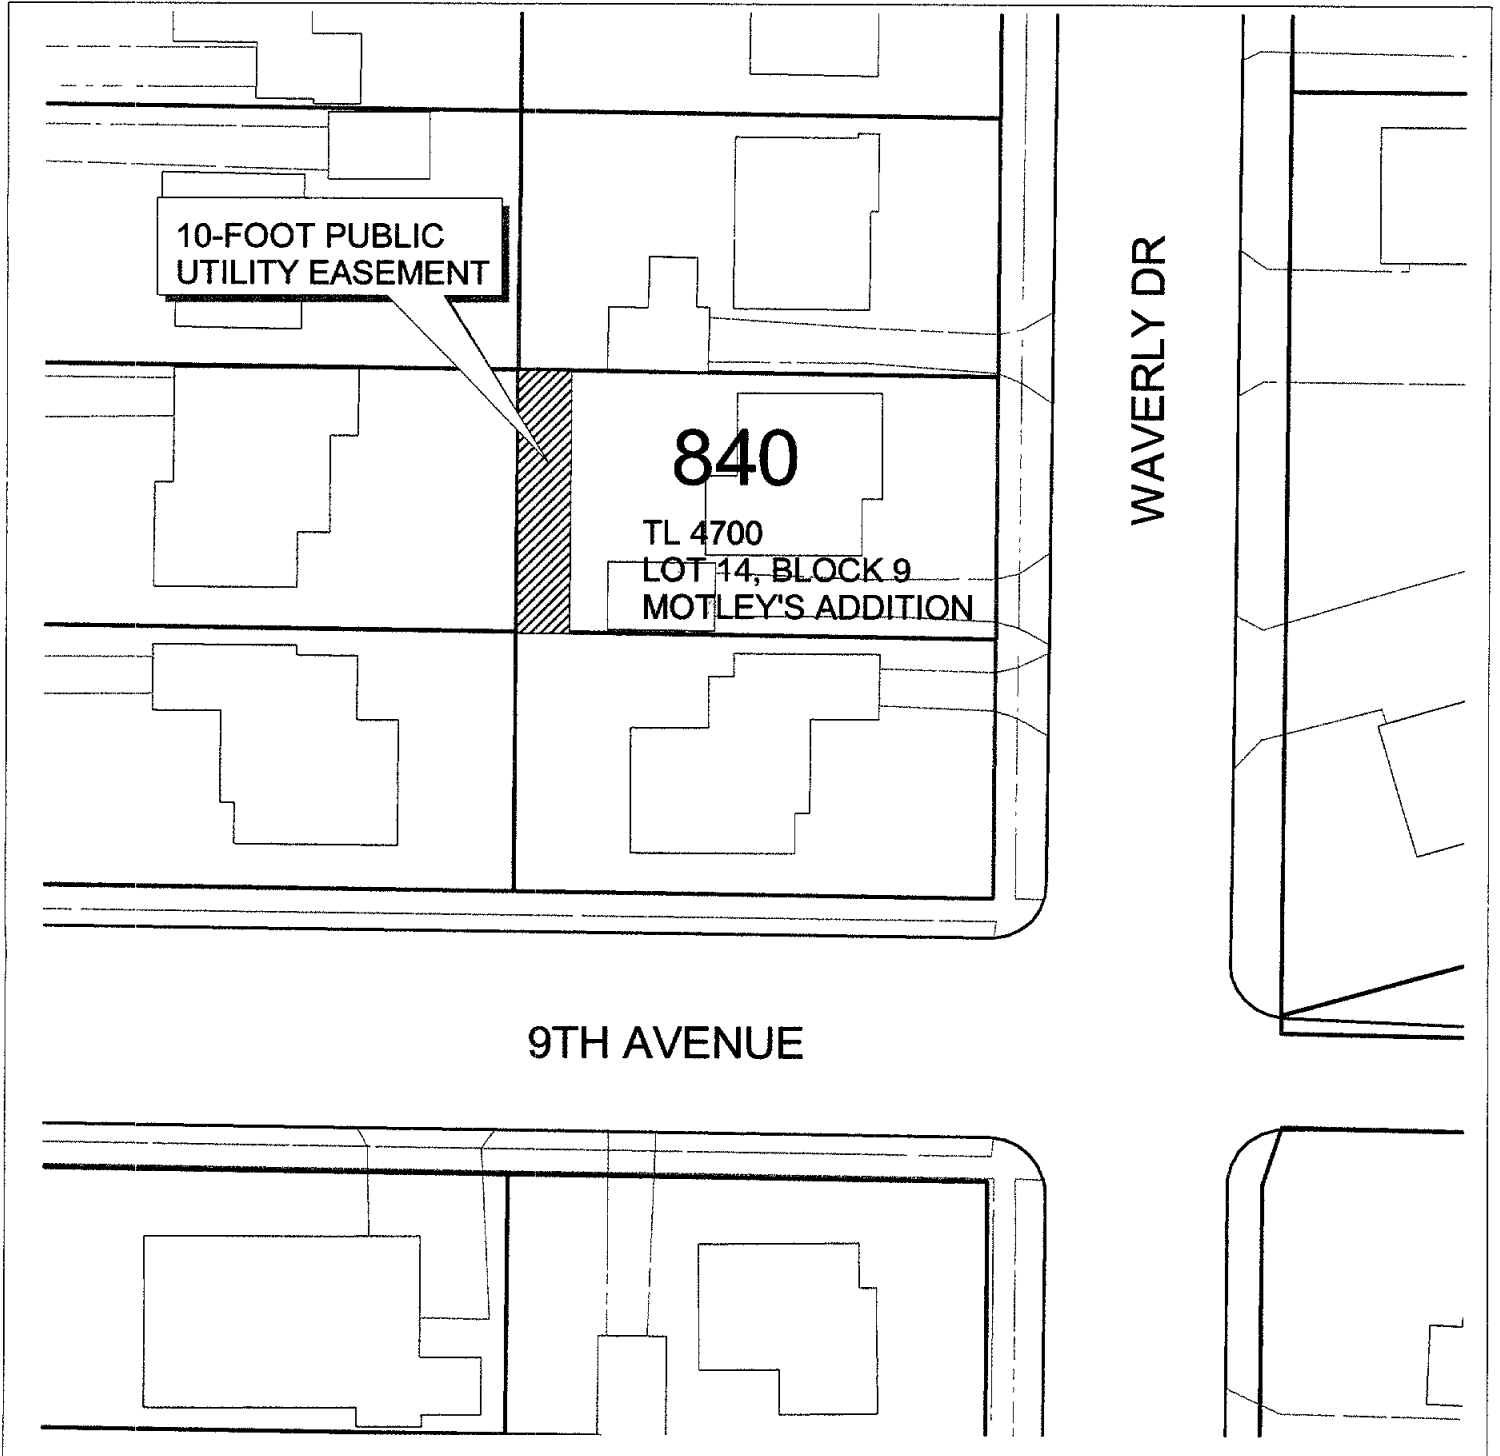 10-FOOT PUBLIC
UTILITY EASEMENT
WAVERLY DR
840
TL 4700
LOT 14, BLOCK 9
MOTLEY'S ADDITION
9TH AVENUE